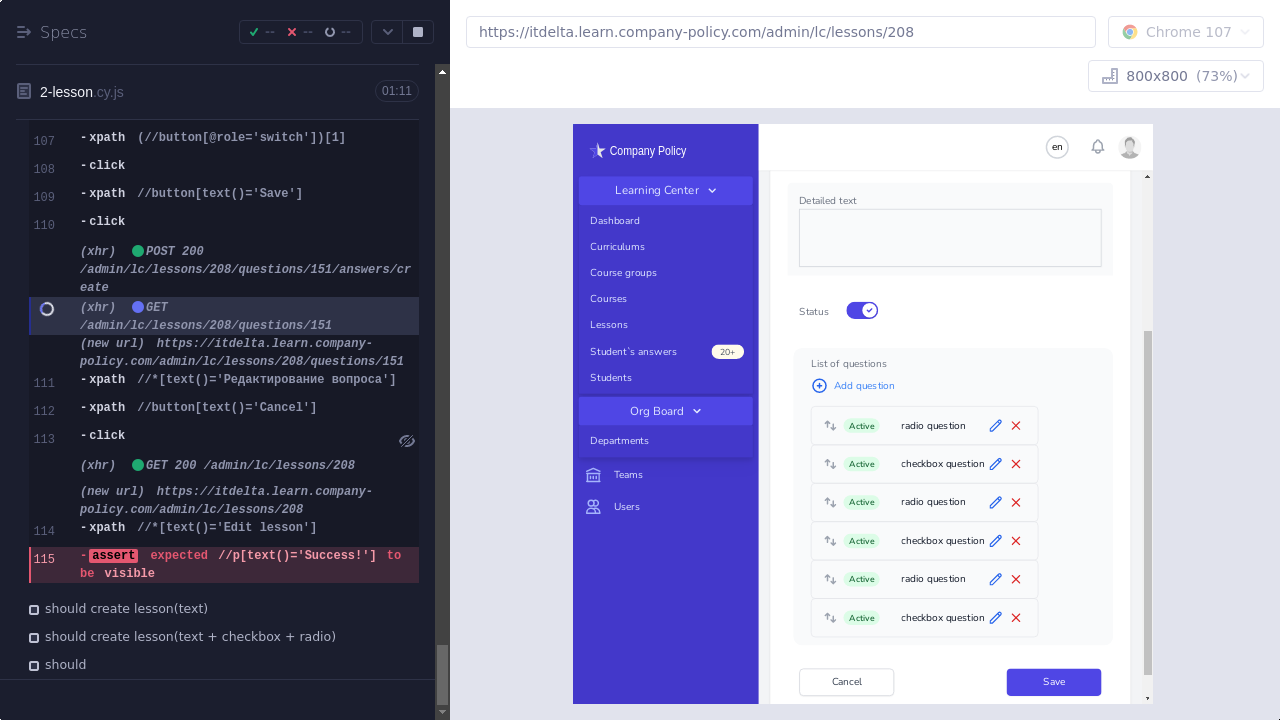 Specs
-- -- --
2-lesson.cy.js
01:11
107 -xpath (//button[@role='switch'])[1]
108 -click
109 -xpath //button[text()='Save']
110 -click
(xhr) POST 200
/admin/lc/lessons/208/questions/151/answers/cr
eate
(xhr) GET
/admin/lc/lessons/208/questions/151
(new url) https://itdelta.learn.company-
policy.com/admin/lc/lessons/208/questions/151
111 -xpath //*[text()='Редактирование вопроса']
112 -xpath //button[text()='Cancel']
113 -click
(xhr) GET 200 /admin/lc/lessons/208
(new url) https://itdelta.learn.company-
policy.com/admin/lc/lessons/208
114 -xpath //*[text()='Edit lesson']
115 -assert expected //p[text()='Success!'] to
be visible
should create lesson(text)
should create lesson(text + checkbox + radio)
should
https://itdelta.learn.company-policy.com/admin/lc/lessons/208
Chrome 107
800x800 (73%)
Company Policy
Learning Center
Dashboard
Curriculums
Course groups
Courses
Lessons
Student`s answers 20+
Students
Org Board
Departments
Teams
Users
en
Detailed text
Status
List of questions
Add question
Active radio question
Active checkbox question
Active radio question
Active checkbox question
Active radio question
Active checkbox question
Cancel
Save